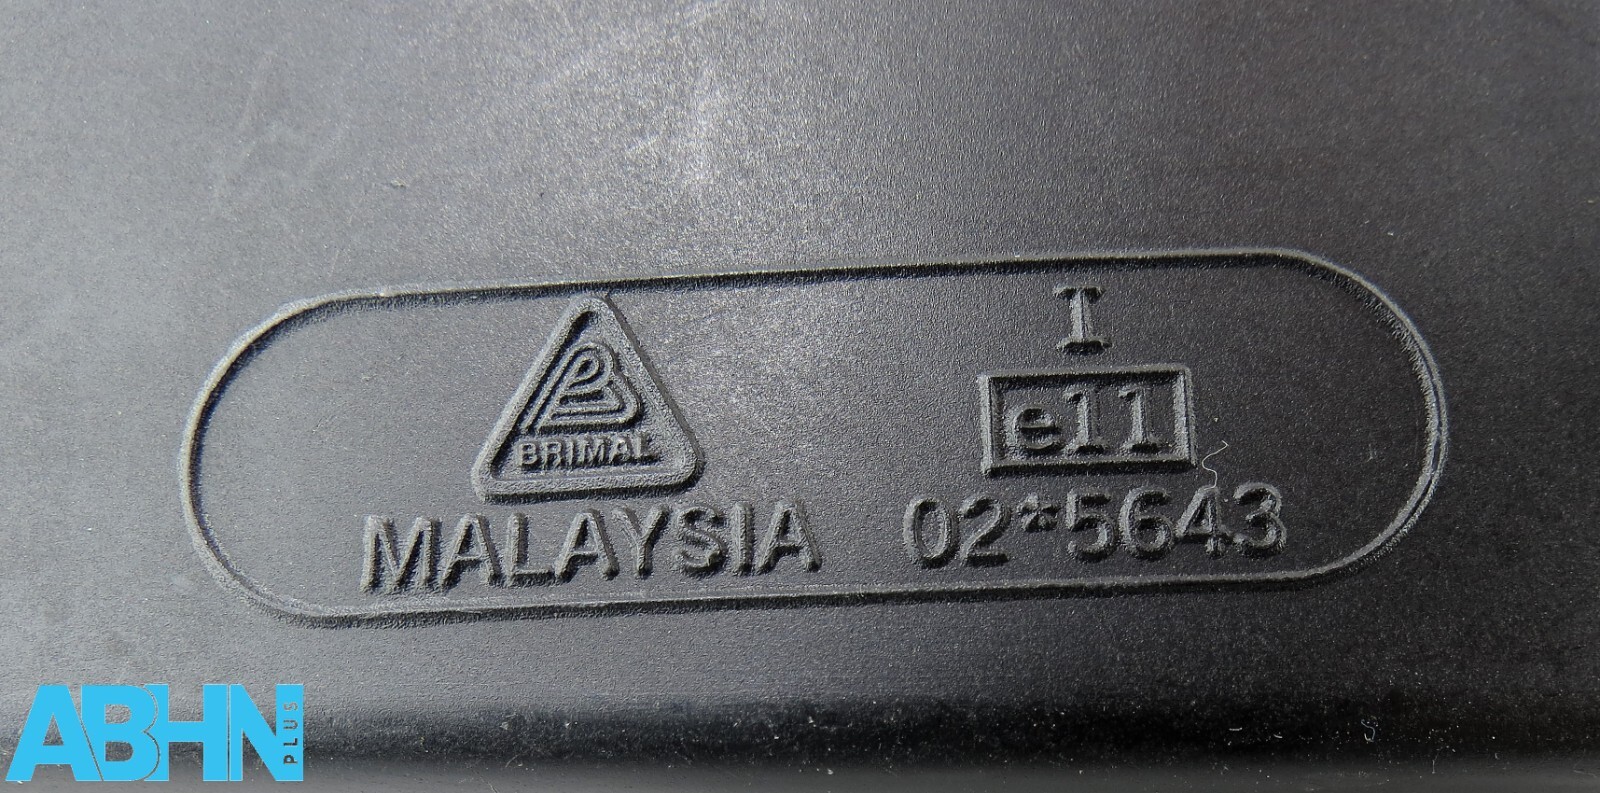 BRIMAL
MALAYSIA
I
e11
02*5643
ABHN
PLUS